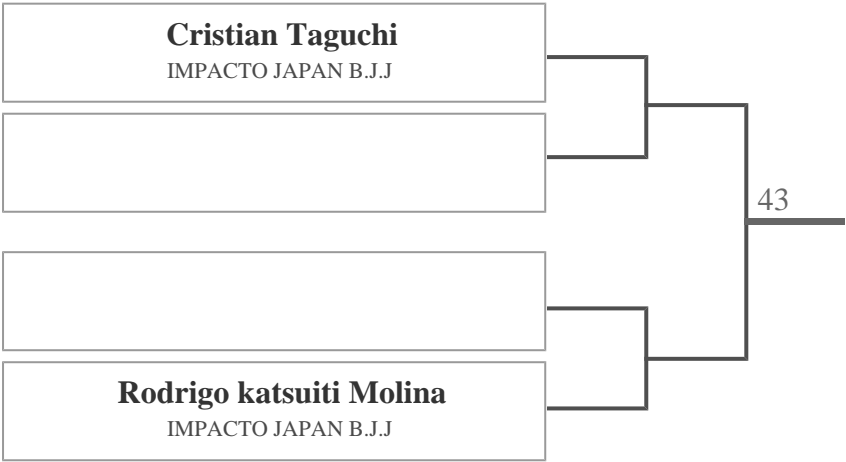 Cristian Taguchi
IMPACTO JAPAN B.J.J
43
Rodrigo katsuiti Molina
IMPACTO JAPAN B.J.J